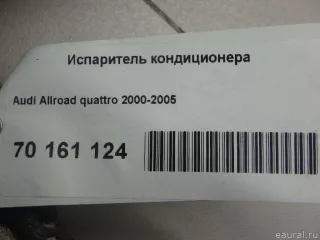 Испаритель кондиционера
Audi Allroad quattro 2000-2005
70 161 124
eaural.ru